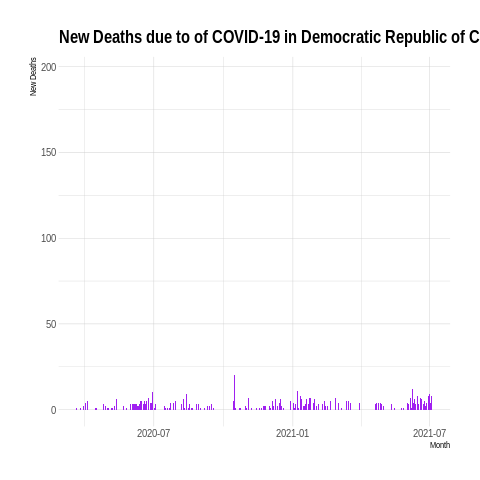 New Deaths due to of COVID-19 in Democratic Republic of C
New Deaths
200
150
100
50
0
2020-07
2021-01
2021-07
Month